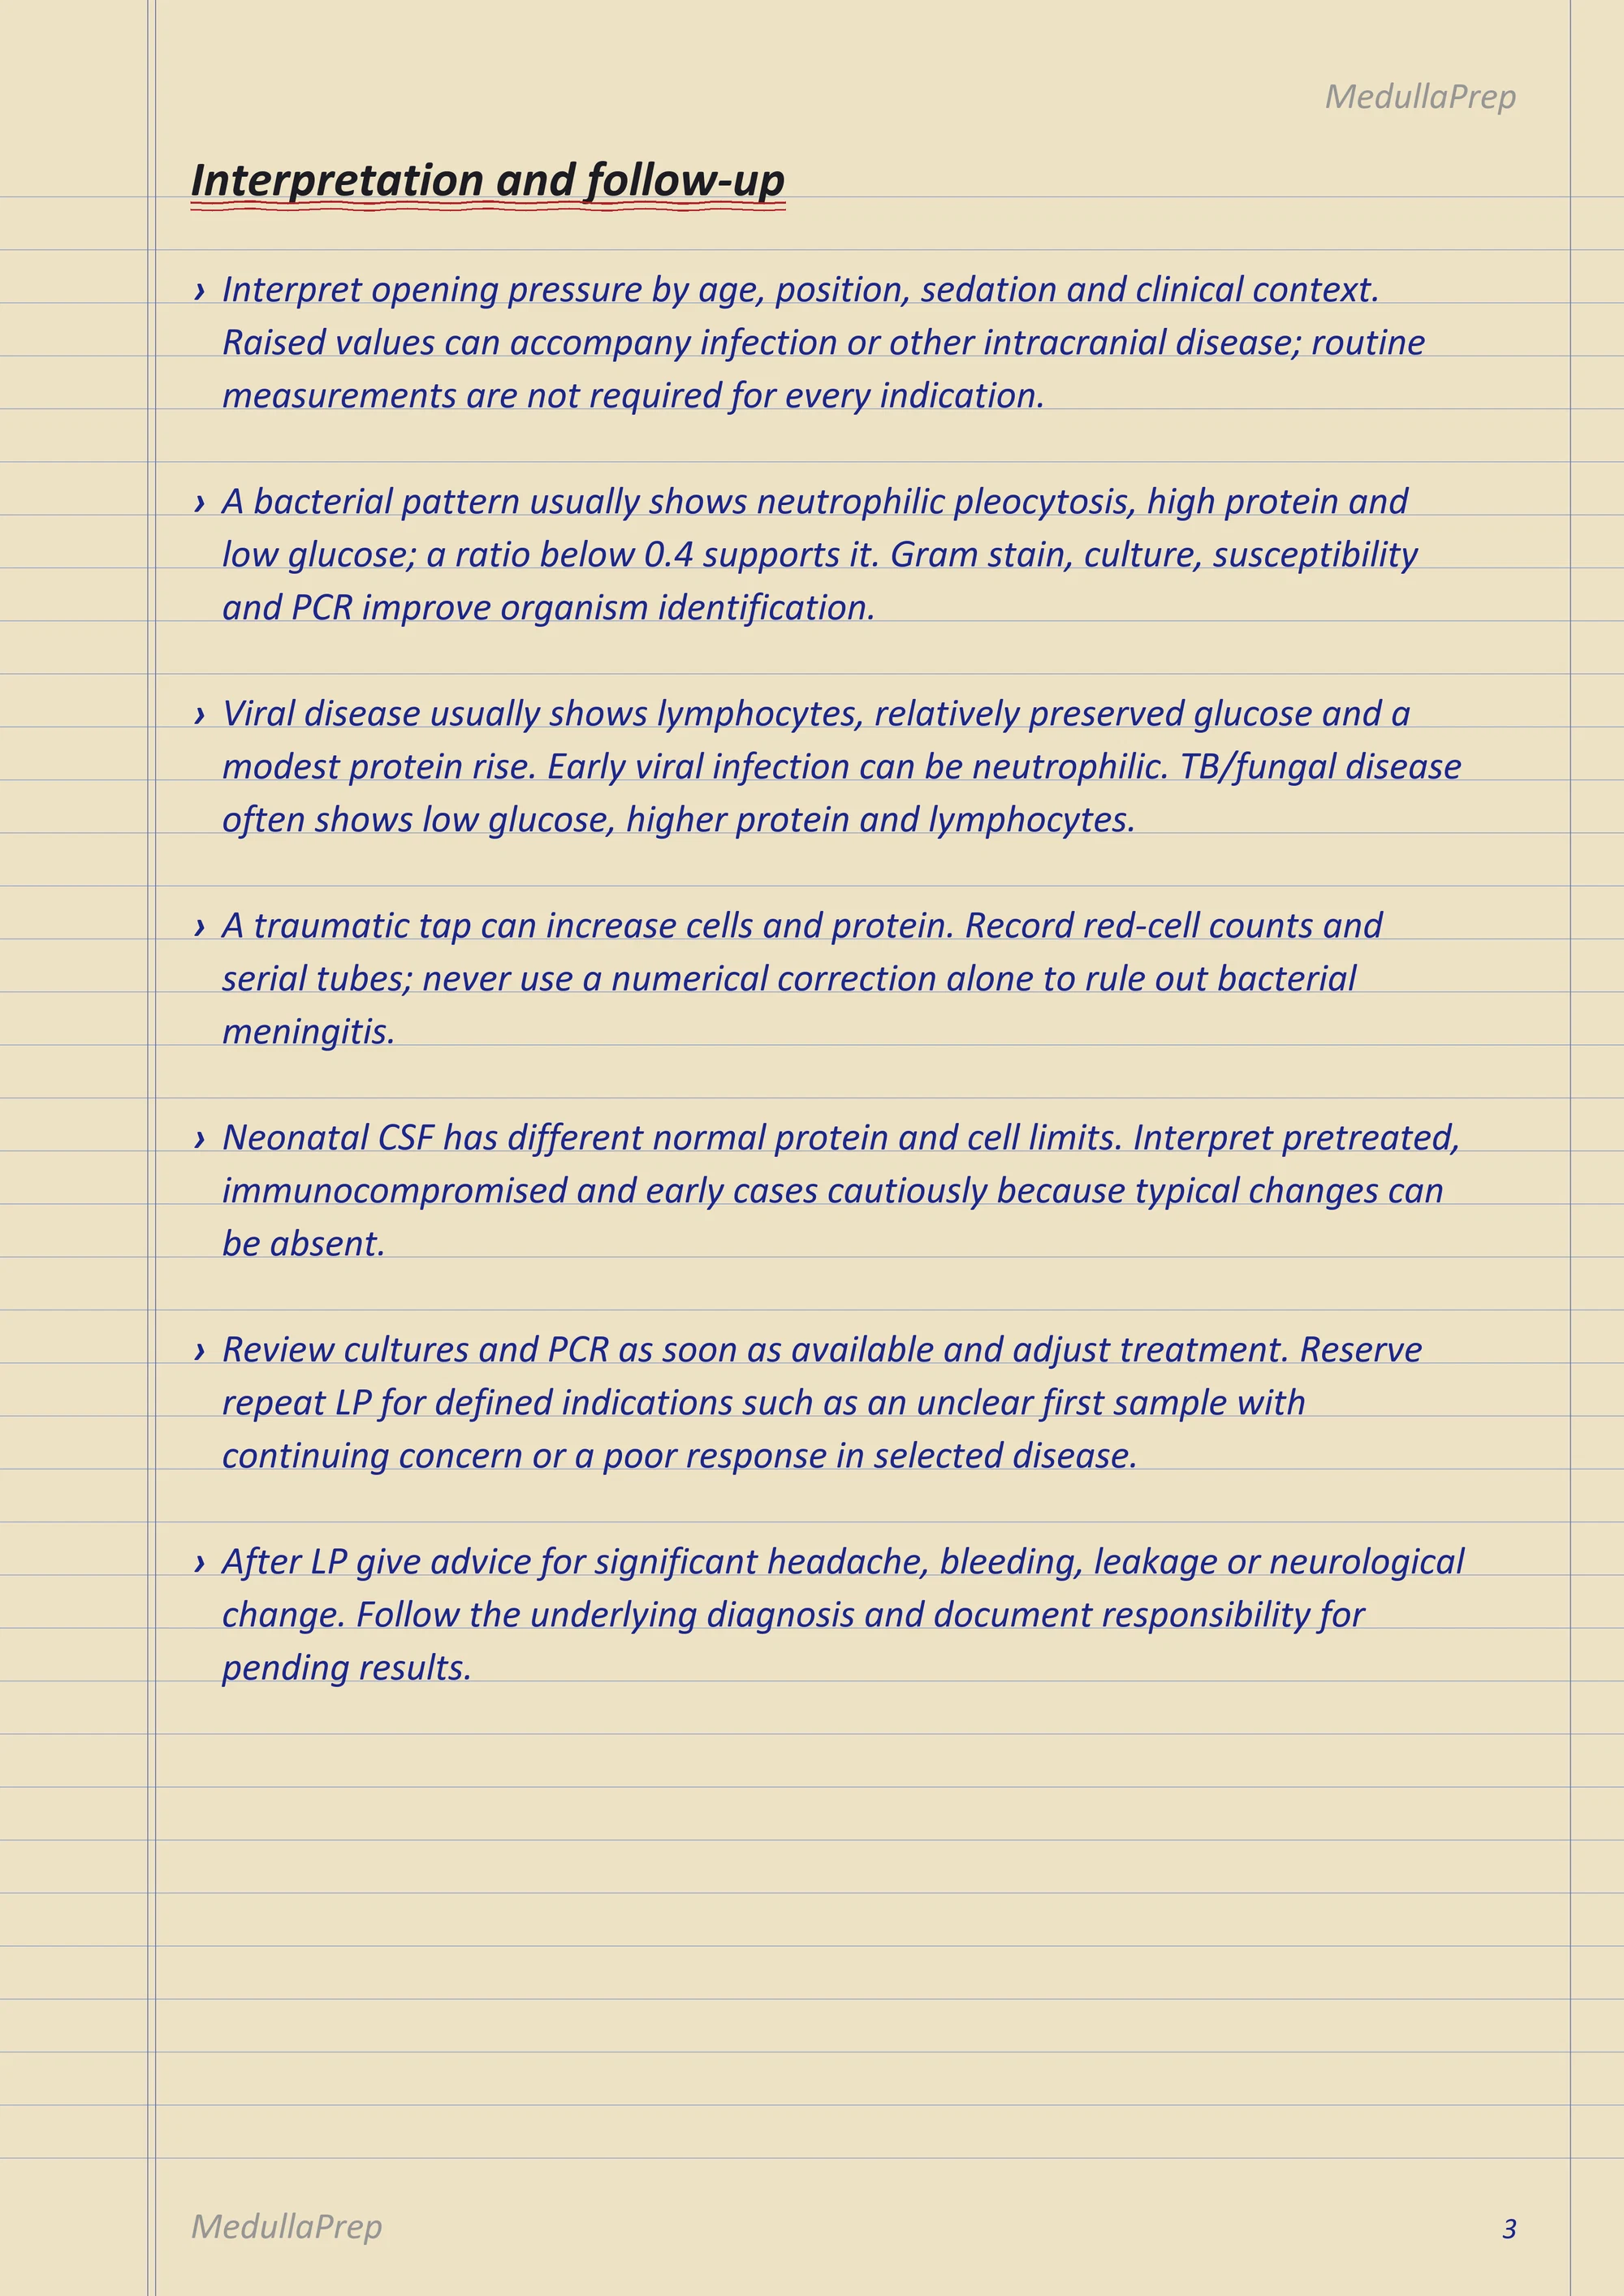 MedullaPrep
Interpretation and follow-up
› Interpret opening pressure by age, position, sedation and clinical context.
Raised values can accompany infection or other intracranial disease; routine
measurements are not required for every indication.
› A bacterial pattern usually shows neutrophilic pleocytosis, high protein and
low glucose; a ratio below 0.4 supports it. Gram stain, culture, susceptibility
and PCR improve organism identification.
› Viral disease usually shows lymphocytes, relatively preserved glucose and a
modest protein rise. Early viral infection can be neutrophilic. TB/fungal disease
often shows low glucose, higher protein and lymphocytes.
› A traumatic tap can increase cells and protein. Record red-cell counts and
serial tubes; never use a numerical correction alone to rule out bacterial
meningitis.
› Neonatal CSF has different normal protein and cell limits. Interpret pretreated,
immunocompromised and early cases cautiously because typical changes can
be absent.
› Review cultures and PCR as soon as available and adjust treatment. Reserve
repeat LP for defined indications such as an unclear first sample with
continuing concern or a poor response in selected disease.
› After LP give advice for significant headache, bleeding, leakage or neurological
change. Follow the underlying diagnosis and document responsibility for
pending results.
MedullaPrep
3